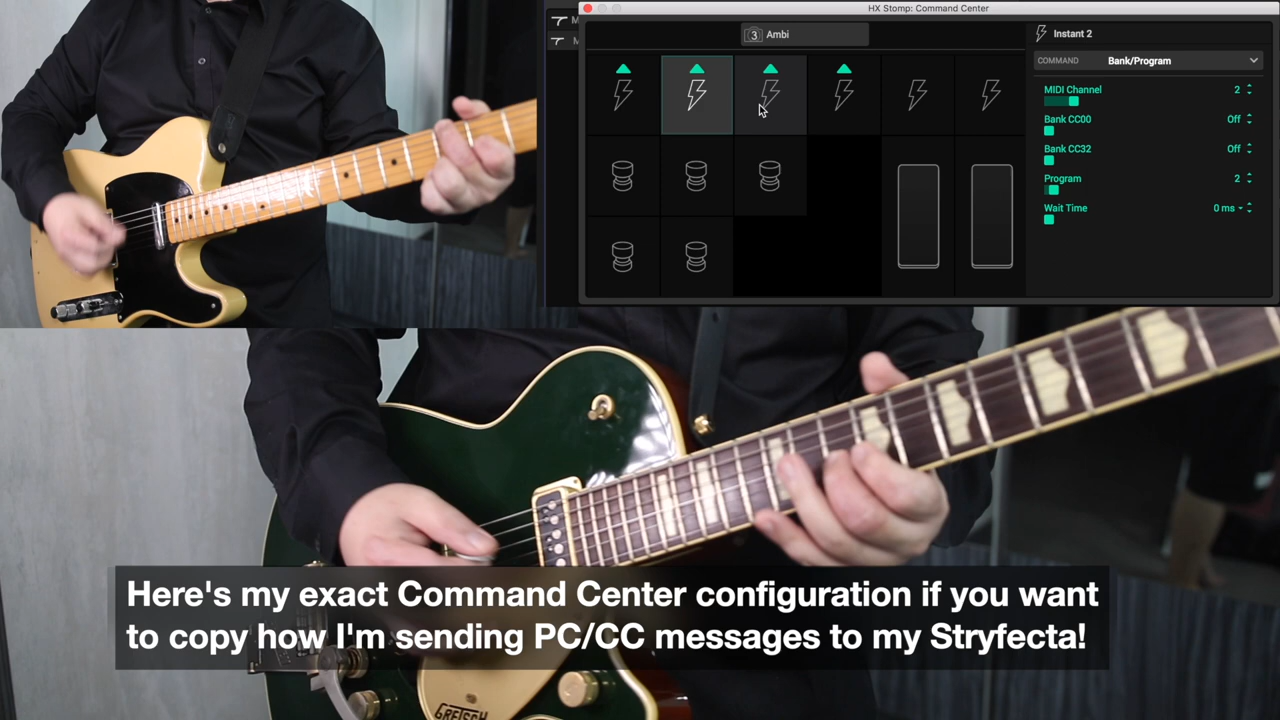 HX Stomp: Command Center
3 Ambi
Instant 2
COMMAND Bank/Program
MIDI Channel 2
Bank CC00 Off
Bank CC32 Off
Program 2
Wait Time 0 ms
M
M
Here's my exact Command Center configuration if you want
to copy how I'm sending PC/CC messages to my Stryfecta!
GRETSCH